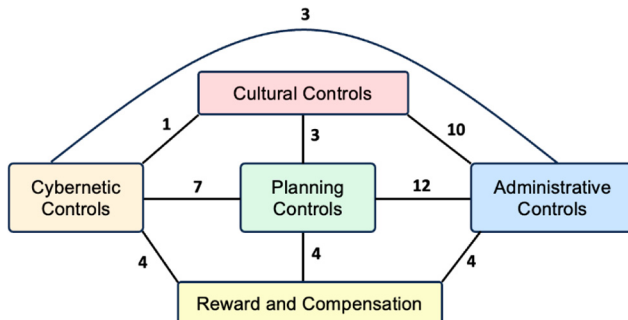 3
Cultural Controls
1
3
10
Cybernetic
Controls
7
Planning
Controls
12
Administrative
Controls
4
4
4
Reward and Compensation